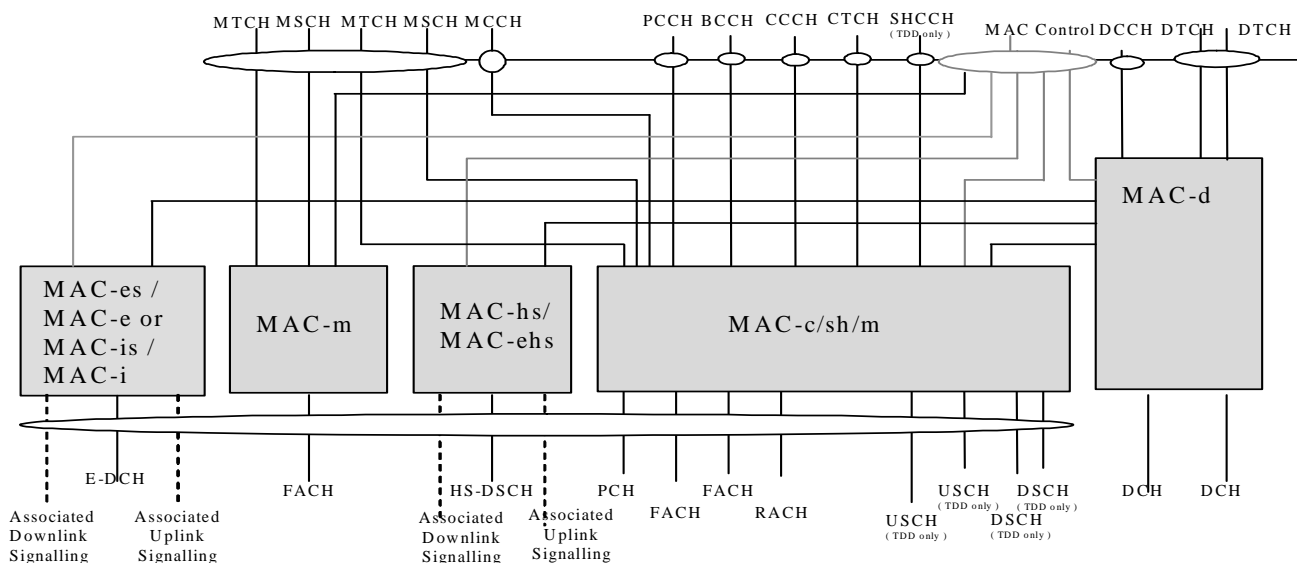 MTCH MSCH MTCH MSCH MCCH PCCH BCCH CCCH CTCH SHCCH MAC Control DCCH DTCH DTCH
( TDD only )
MAC-d
MAC-es /
MAC-e or
MAC-is /
MAC-i
MAC-m
MAC-hs/
MAC-ehs
MAC-c/sh/m
E-DCH
FACH
HS-DSCH
PCH
FACH
FACH
RACH
USCH
( TDD only )
USCH
( TDD only )
DSCH
( TDD only )
DSCH
( TDD only )
DCH
DCH
Associated
Downlink
Signalling
Associated
Uplink
Signalling
Associated
Downlink
Signalling
Associated
Uplink
Signalling